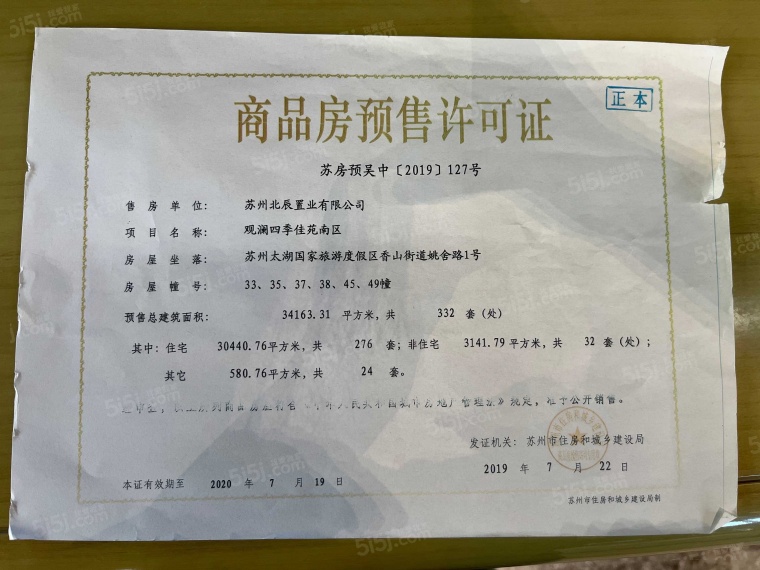 正本
商品房预售许可证
苏房预吴中〔2019〕127号
售房单位： 苏州北辰置业有限公司
项目名称： 观澜四季佳苑南区
房屋坐落： 苏州太湖国家旅游度假区香山街道姚舍路1号
房屋幢号： 33、35、37、38、45、49幢
预售总建筑面积： 34163.31 平方米，共 332 套（处）
其中：住宅 30440.76平方米，共 276 套；非住宅 3141.79平方米，共 32 套（处）；
其它 580.76平方米，共 24 套。
规定，准予公开销售。
发证机关：苏州市住房和城乡建设局
2019 年 7 月 22 日
本证有效期至 2020 年 7 月 19 日
苏州市住房和城乡建设局制